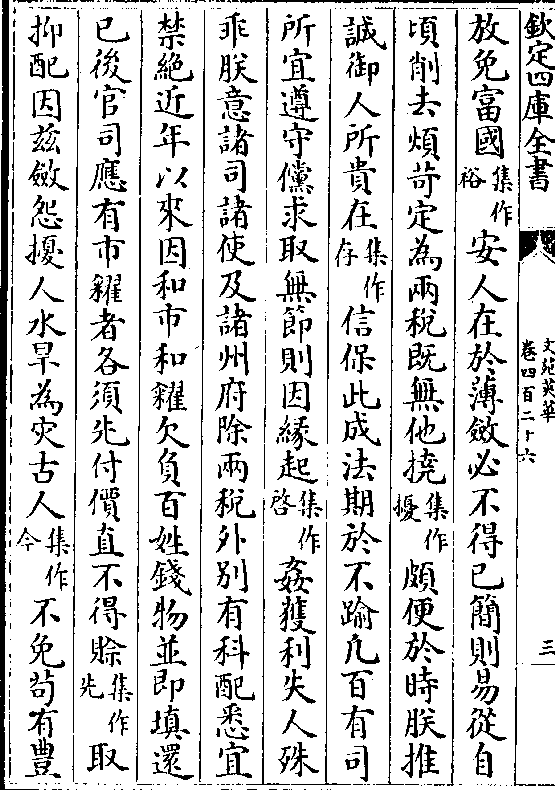 欽定四庫全書
文苑英華
卷四百二十六
三
放免富國集作裕安人在於薄斂必不得已簡則易從自
頃削去煩苛定為兩稅既無他撓集作擾頗便於時朕推
誠御人所貴在集作存信保此成法期於不踰凡百有司
所宜遵守儻求取無節則因緣起集作啓姦獲利失人殊
乖朕意諸司諸使及諸州府除兩稅外别有科配悉宜
禁絶近年以來因和市和糴欠負百姓錢物並即填還
已後官司應有市糴者各須先付價直不得賒集作先取
抑配因兹斂怨擾人水旱為灾古人集作今不免茍有豐